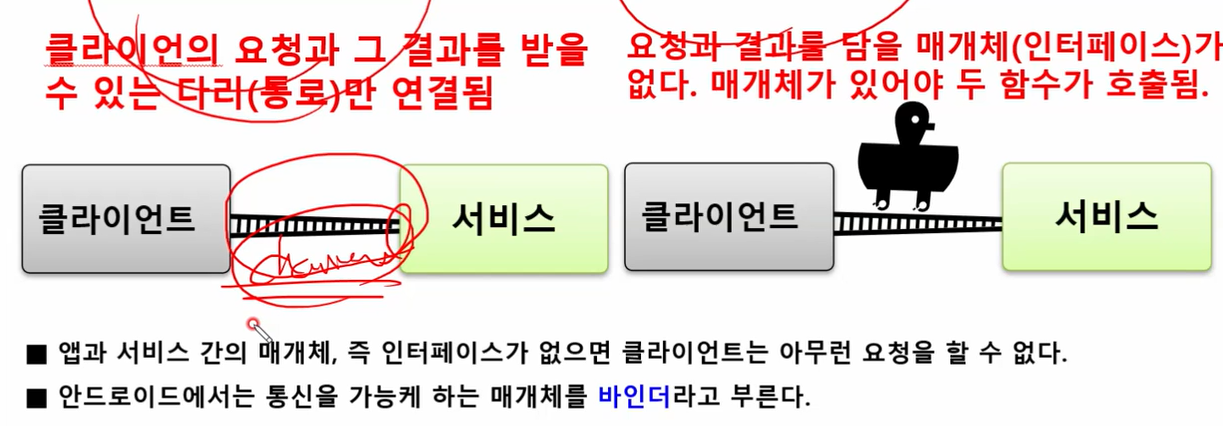 클라이언의 요청과 그 결과를 받을
수 있는 다러(통로)만 연결됨
요청과 결과를 담을 매개체(인터페이스)가
없다. 매개체가 있어야 두 함수가 호출됨.
클라이언트
서비스
클라이언트
서비스
■ 앱과 서비스 간의 매개체, 즉 인터페이스가 없으면 클라이언트는 아무런 요청을 할 수 없다.
■ 안드로이드에서는 통신을 가능케 하는 매개체를 바인더라고 부른다.